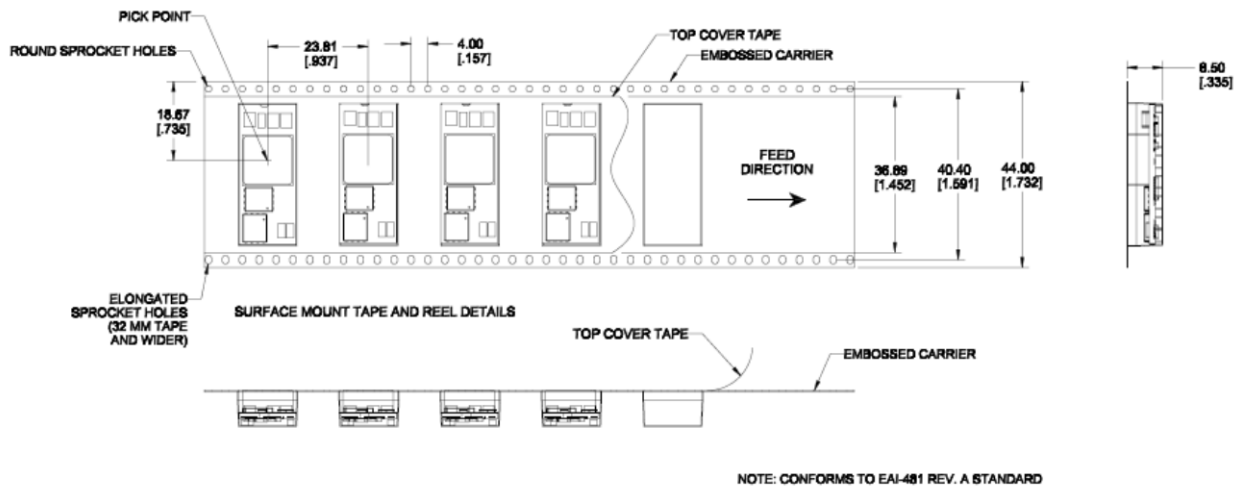 PICK POINT
ROUND SPROCKET HOLES
23.81
[.937]
4.00
[.157]
TOP COVER TAPE
EMBOSSED CARRIER
8.50
[.335]
18.67
[.735]
FEED
DIRECTION
36.89
[1.452]
40.40
[1.591]
44.00
[1.732]
ELONGATED
SPROCKET HOLES
(32 MM TAPE
AND WIDER)
SURFACE MOUNT TAPE AND REEL DETAILS
TOP COVER TAPE
EMBOSSED CARRIER
NOTE: CONFORMS TO EAI-481 REV. A STANDARD